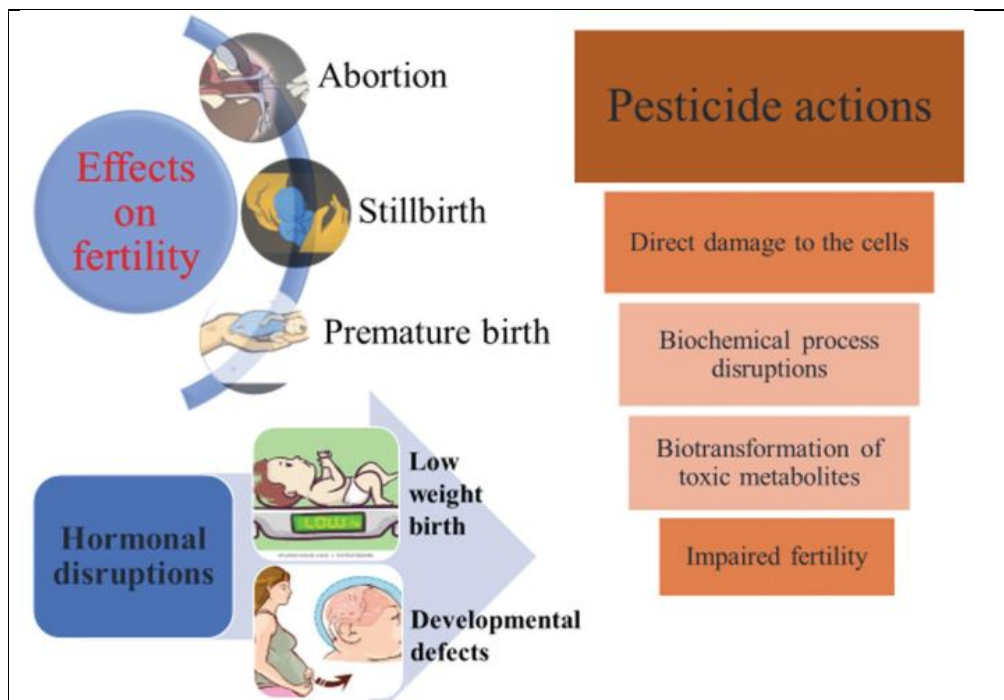 Abortion
Effects
on
fertility
Stillbirth
Premature birth
Hormonal
disruptions
Low
weight
birth
LOW
Developmental
defects
Pesticide actions
Direct damage to the cells
Biochemical process
disruptions
Biotransformation of
toxic metabolites
Impaired fertility